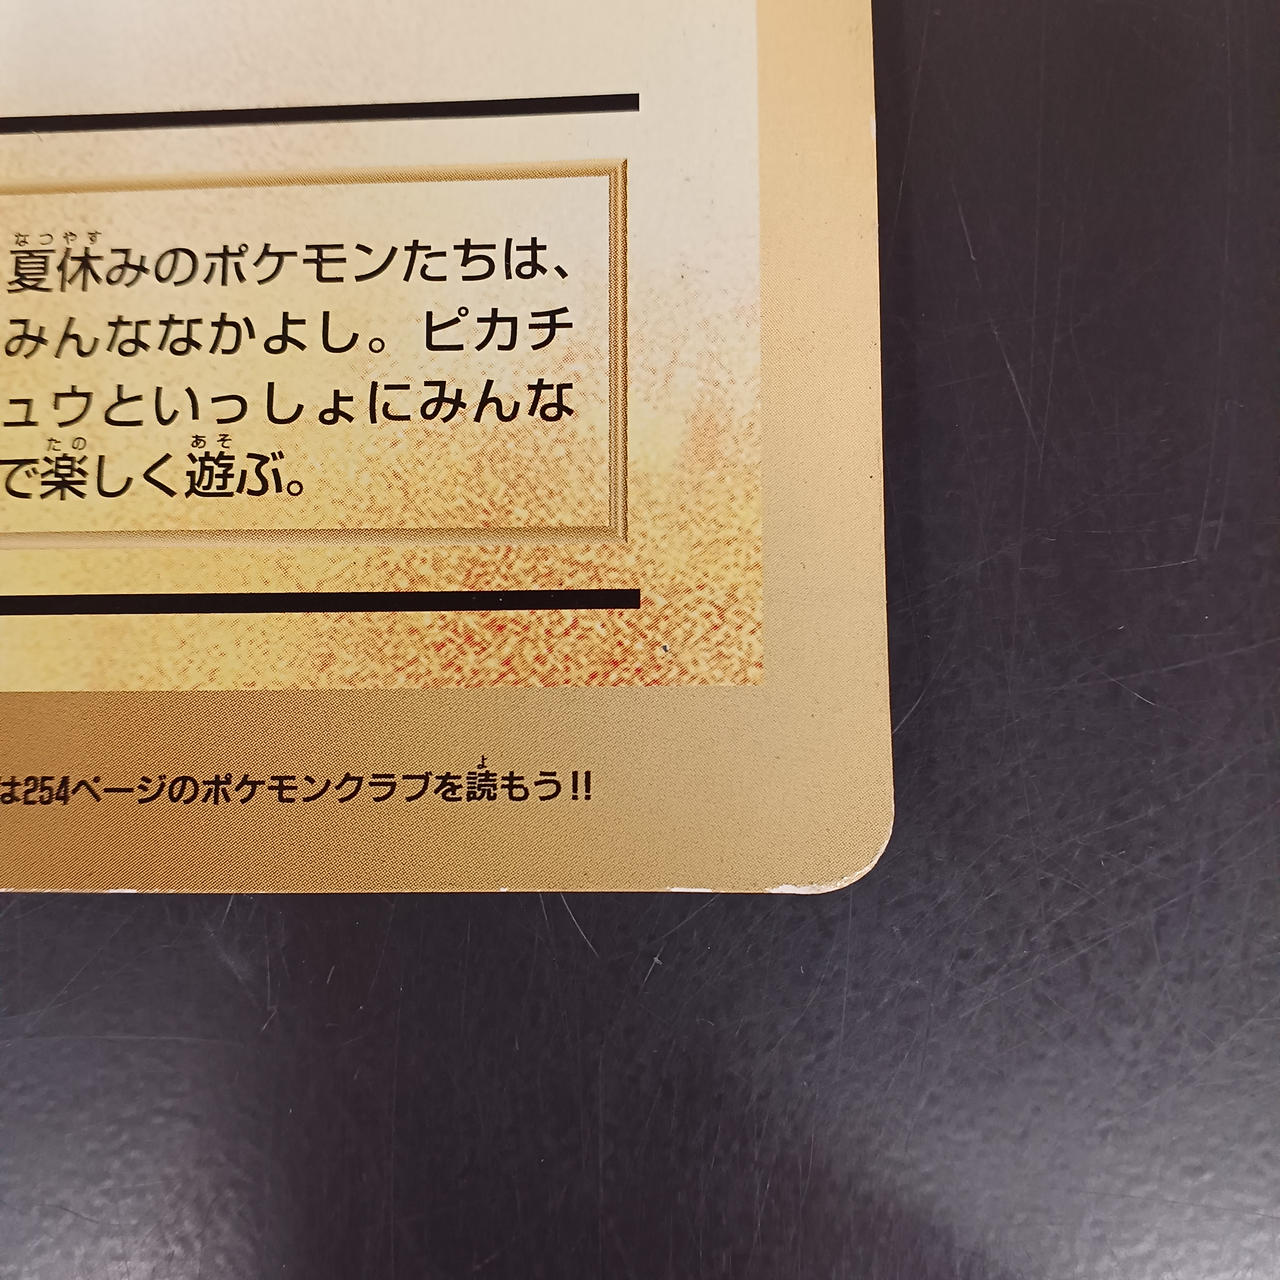 夏休みのポケモンたちは、
みんななかよし。ピカチ
ュウといっしょにみんな
で楽しく遊ぶ。
は254ページのポケモンクラブを読もう!!